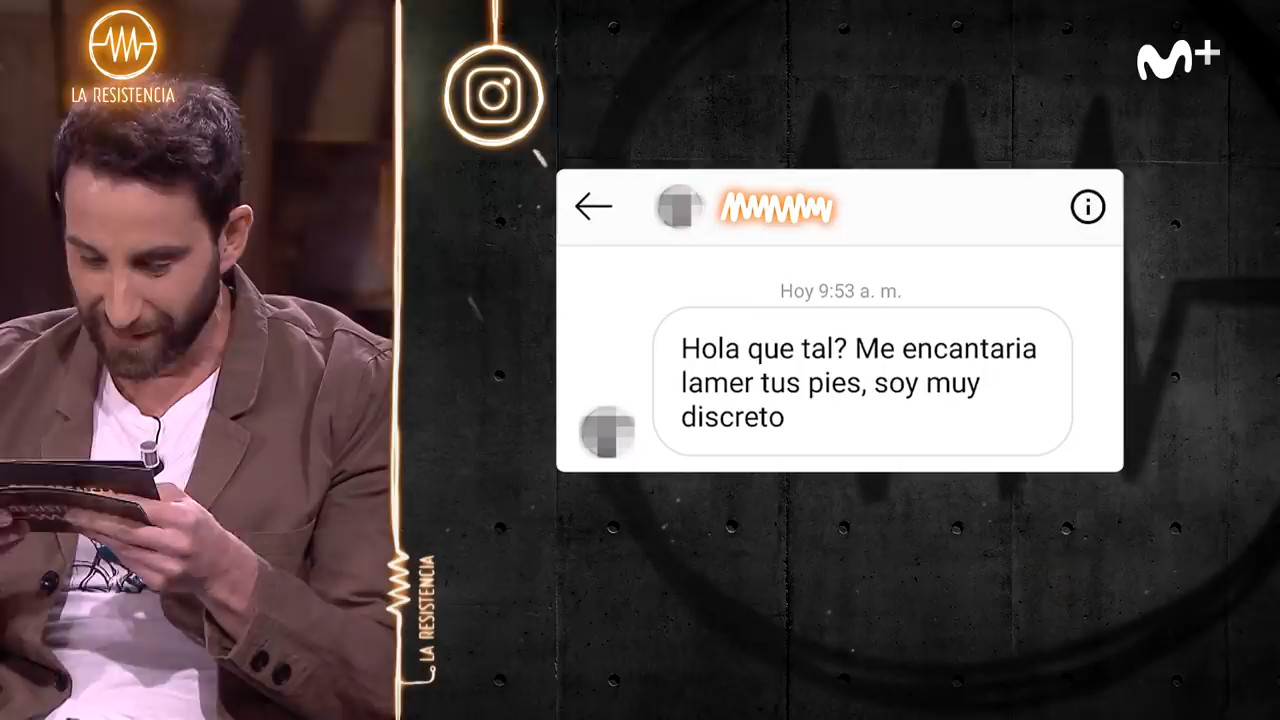 LA RESISTENCIA
M+
Hoy 9:53 a. m.
Hola que tal? Me encantaria
lamer tus pies, soy muy
discreto
LA RESISTENCIA